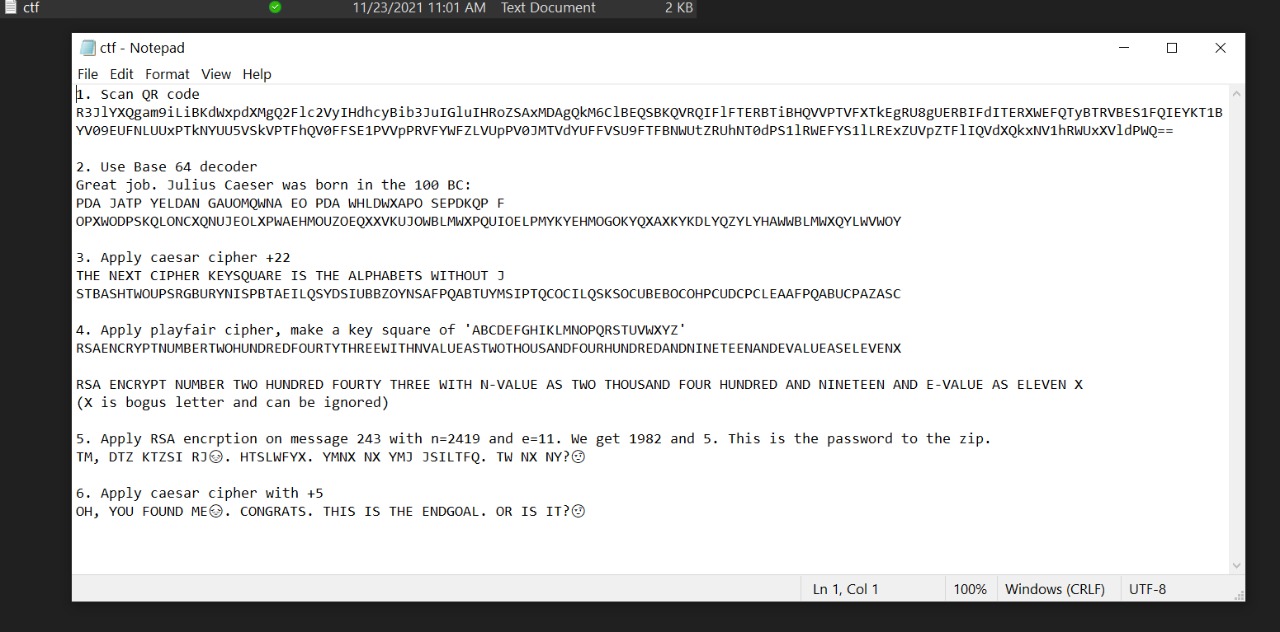 ctf 11/23/2021 11:01 AM Text Document 2 KB
ctf - Notepad
File Edit Format View Help
1. Scan QR code
R3JlYXQgam9iLiBKdWxpdXMgQ2Flc2VyIHdhcyBib3JuIGluIHRoZSAxMDAgQkM6ClBEQSBKQVRQIFlFTERBTiBHQVVPTVFXTkEgRU8gUERBIFdITERXWEFQTyBTRVBES1FQIEYKT1B
YV09EUFNLUUxPTkNYUU5VSkVPTFhQV0FFSE1PVVpPRVFYWFZLVUpPV0JMTVdYUFFVSU9FTFBNWUtZRUhNT0dPS1lRWEFYS1lLRExZUVpZTFlIQVdXQkxNV1hRWUxXVldPWQ==
2. Use Base 64 decoder
Great job. Julius Caeser was born in the 100 BC:
PDA JATP YELDAN GAUOMQWNA EO PDA WHLDWXAPO SEPDKQP F
OPXWODPSKQLONCXQNUJEOLXPWAEHMOUZOEQXXVKUJOWBLMWXPQUIOELPMYKYEHMOGOKYQXAXKYKDLYQZYLYHAWWBLMWXQYLWVWOY
3. Apply caesar cipher +22
THE NEXT CIPHER KEYSQUARE IS THE ALPHABETS WITHOUT J
STBASHTWOUPSRGBURYNISPBTAEILQSYDSIUBBZOYNSAFPQABTUYMSIPTQCOCILQSKSOCUBEBOCOHPCUDCPCLEAAFPQABUCPAZASC
4. Apply playfair cipher, make a key square of 'ABCDEFGHIKLMNOPQRSTUVWXYZ'
RSAENCRYPTNUMBERTWOHUNDREDFOURTYTHREEWITHNVALUEASTWOTHOUSANDFOURHUNDREDANDNINETEENANDEVALUEASELEVENX
RSA ENCRYPT NUMBER TWO HUNDRED FOURTY THREE WITH N-VALUE AS TWO THOUSAND FOUR HUNDRED AND NINETEEN AND E-VALUE AS ELEVEN X
(X is bogus letter and can be ignored)
5. Apply RSA encrption on message 243 with n=2419 and e=11. We get 1982 and 5. This is the password to the zip.
TM, DTZ KTZSI RJ. HTSLWFYX. YMNX NX YMJ JSILTFQ. TW NX NY?
6. Apply caesar cipher with +5
OH, YOU FOUND ME. CONGRATS. THIS IS THE ENDGOAL. OR IS IT?
Ln 1, Col 1 100% Windows (CRLF) UTF-8